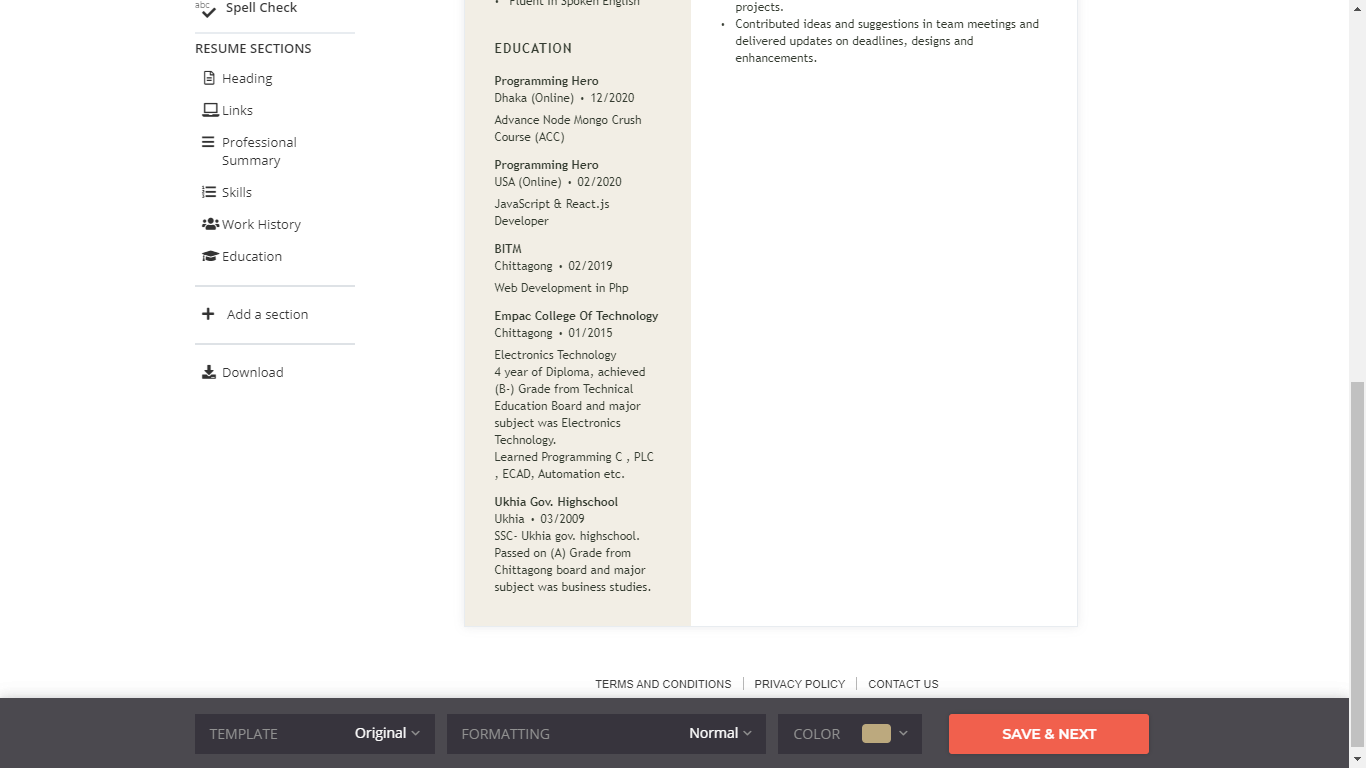 abc
Spell Check
RESUME SECTIONS
Heading
Links
Professional
Summary
Skills
Work History
Education
Add a section
Download
• Fluent in Spoken English
EDUCATION
Programming Hero
Dhaka (Online) • 12/2020
Advance Node Mongo Crush
Course (ACC)
Programming Hero
USA (Online) • 02/2020
JavaScript & React.js
Developer
BITM
Chittagong • 02/2019
Web Development in Php
Empac College Of Technology
Chittagong • 01/2015
Electronics Technology
4 year of Diploma, achieved
(B-) Grade from Technical
Education Board and major
subject was Electronics
Technology.
Learned Programming C , PLC
, ECAD, Automation etc.
Ukhia Gov. Highschool
Ukhia • 03/2009
SSC- Ukhia gov. highschool.
Passed on (A) Grade from
Chittagong board and major
subject was business studies.
projects.
• Contributed ideas and suggestions in team meetings and
delivered updates on deadlines, designs and
enhancements.
TERMS AND CONDITIONS
PRIVACY POLICY
CONTACT US
TEMPLATE Original
FORMATTING Normal
COLOR
SAVE & NEXT